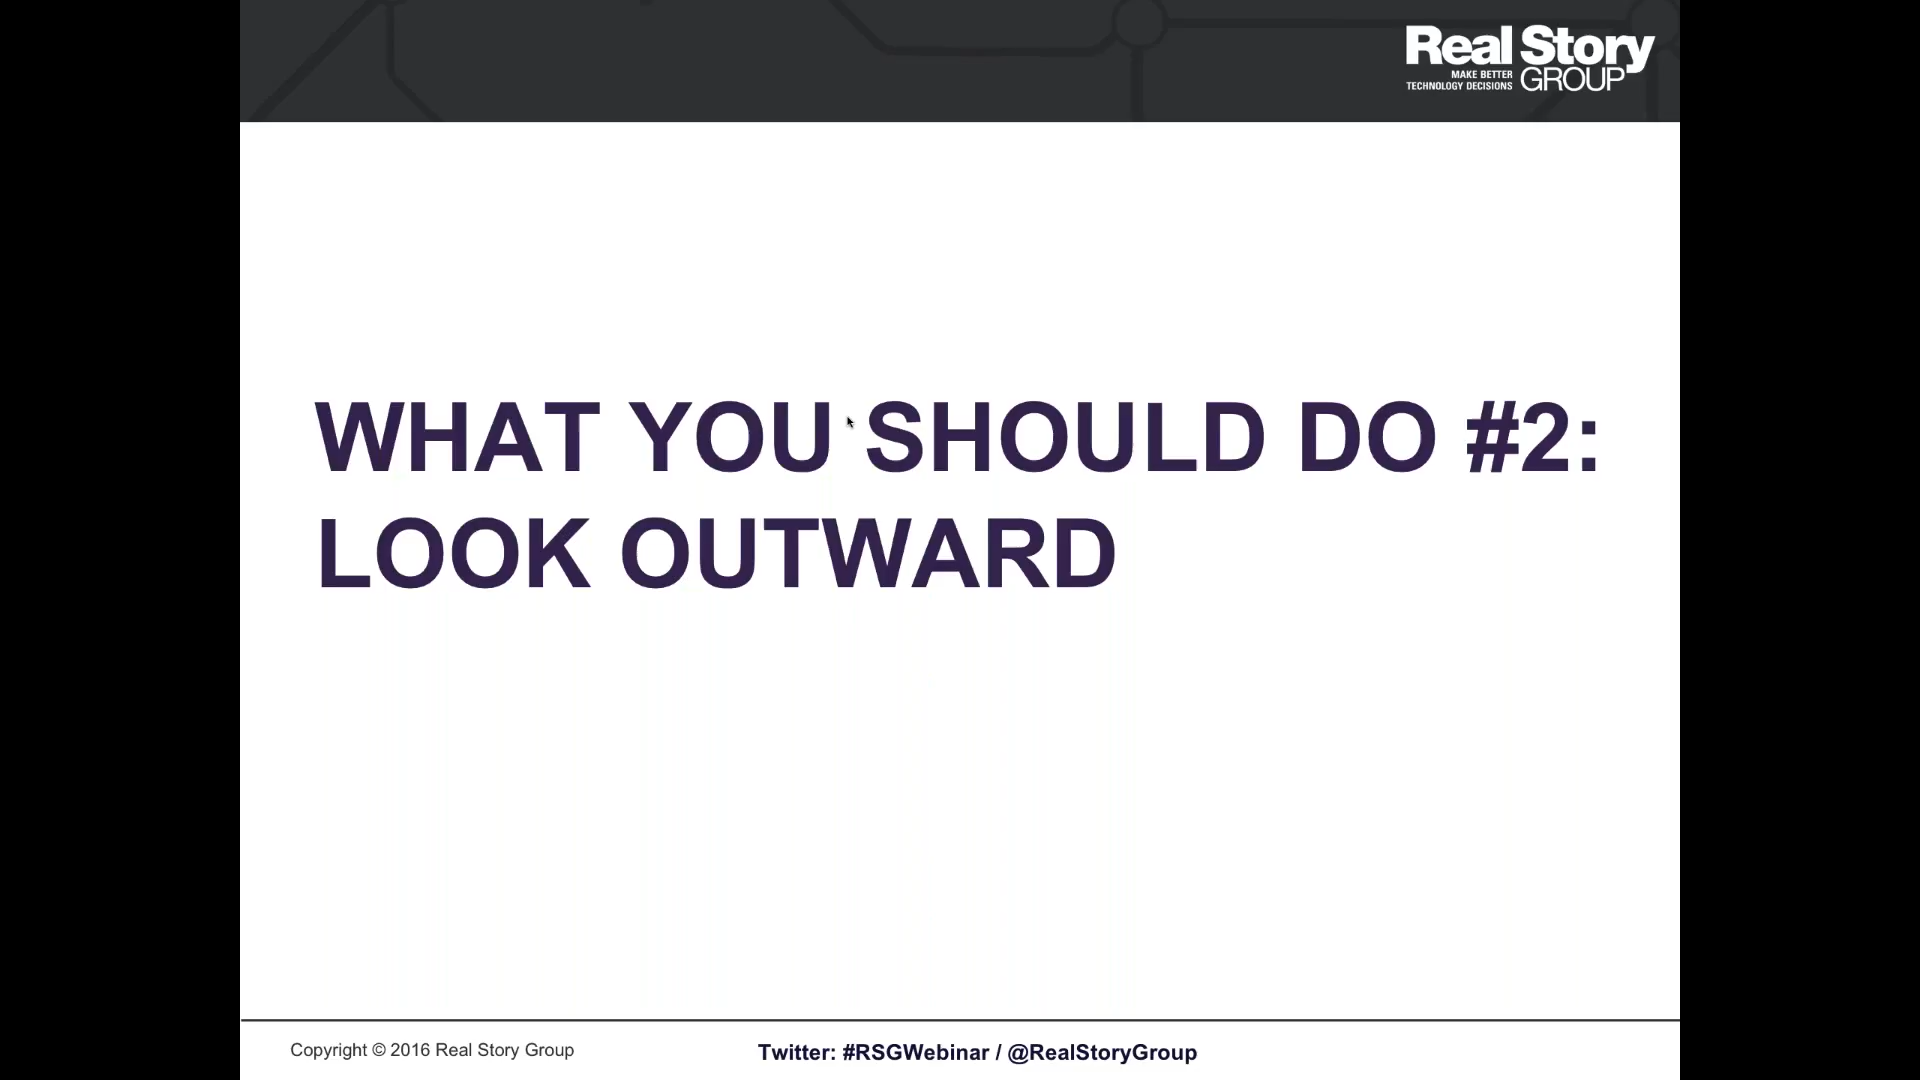 Real Story
MAKE BETTER
TECHNOLOGY DECISIONS
GROUP
WHAT YOU SHOULD DO #2:
LOOK OUTWARD
Copyright © 2016 Real Story Group
Twitter: #RSGWebinar / @RealStoryGroup